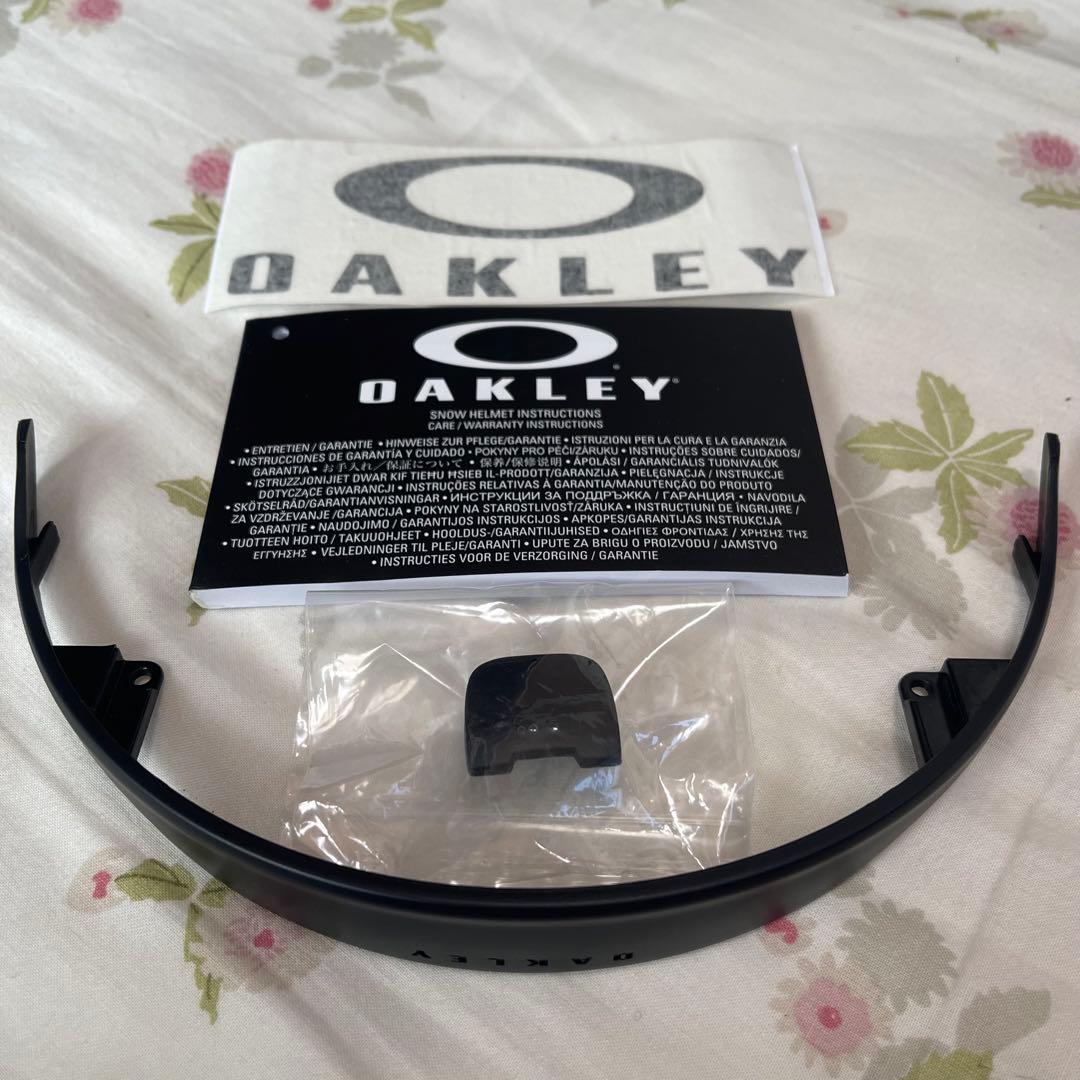 OAKLEY
OAKLEY
SNOW HELMET INSTRUCTIONS
CARE / WARRANTY INSTRUCTIONS
• ENTRETIEN / GARANTIE • HINWEISE ZUR PFLEGE/GARANTIE • ISTRUZIONI PER LA CURA E LA GARANZIA
• INSTRUCCIONES DE GARANTÍA Y CUIDADO • POKYNY PRO PÉČI/ZÁRUKU • INSTRUÇÕES SOBRE CUIDADOS/
GARANTIA • お手入れ/保証について • 保养/保修说明 • ÁPOLÁSI / GARANCIÁLIS TUDNIVALÓK
• ISTRUZZJONIJIET DWAR KIF TIEHU HSIEB IL-PRODOTT/GARANZIJA • PIELĘGNACJA / INSTRUKCJE
DOTYCZĄCE GWARANCJI • INSTRUÇÕES RELATIVAS À GARANTIA/MANUTENÇÃO DO PRODUTO
• SKÖTSELRÅD/GARANTIANVISNINGAR • ИНСТРУКЦИИ ЗА ПОДДРЪЖКА / ГАРАНЦИЯ • NAVODILA
ZA VZDRŽEVANJE/GARANCIJA • POKYNY NA STAROSTLIVOSŤ/ZÁRUKA • INSTRUCȚIUNI DE ÎNGRIJIRE /
GARANȚIE • NAUDOJIMO / GARANTIJOS INSTRUKCIJOS • APKOPES/GARANTIJAS INSTRUKCIJA
• TUOTTEEN HOITO / TAKUUOHJEET • HOOLDUS-/GARANTIIJUHISED • ΟΔΗΓΙΕΣ ΦΡΟΝΤΙΔΑΣ / ΧΡΗΣΗΣ ΤΗΣ
ΕΓΓΥΗΣΗΣ • VEJLEDNINGER TIL PLEJE/GARANTI • UPUTE ZA BRIGU O PROIZVODU / JAMSTVO
• INSTRUCTIES VOOR DE VERZORGING / GARANTIE
OAKLEY